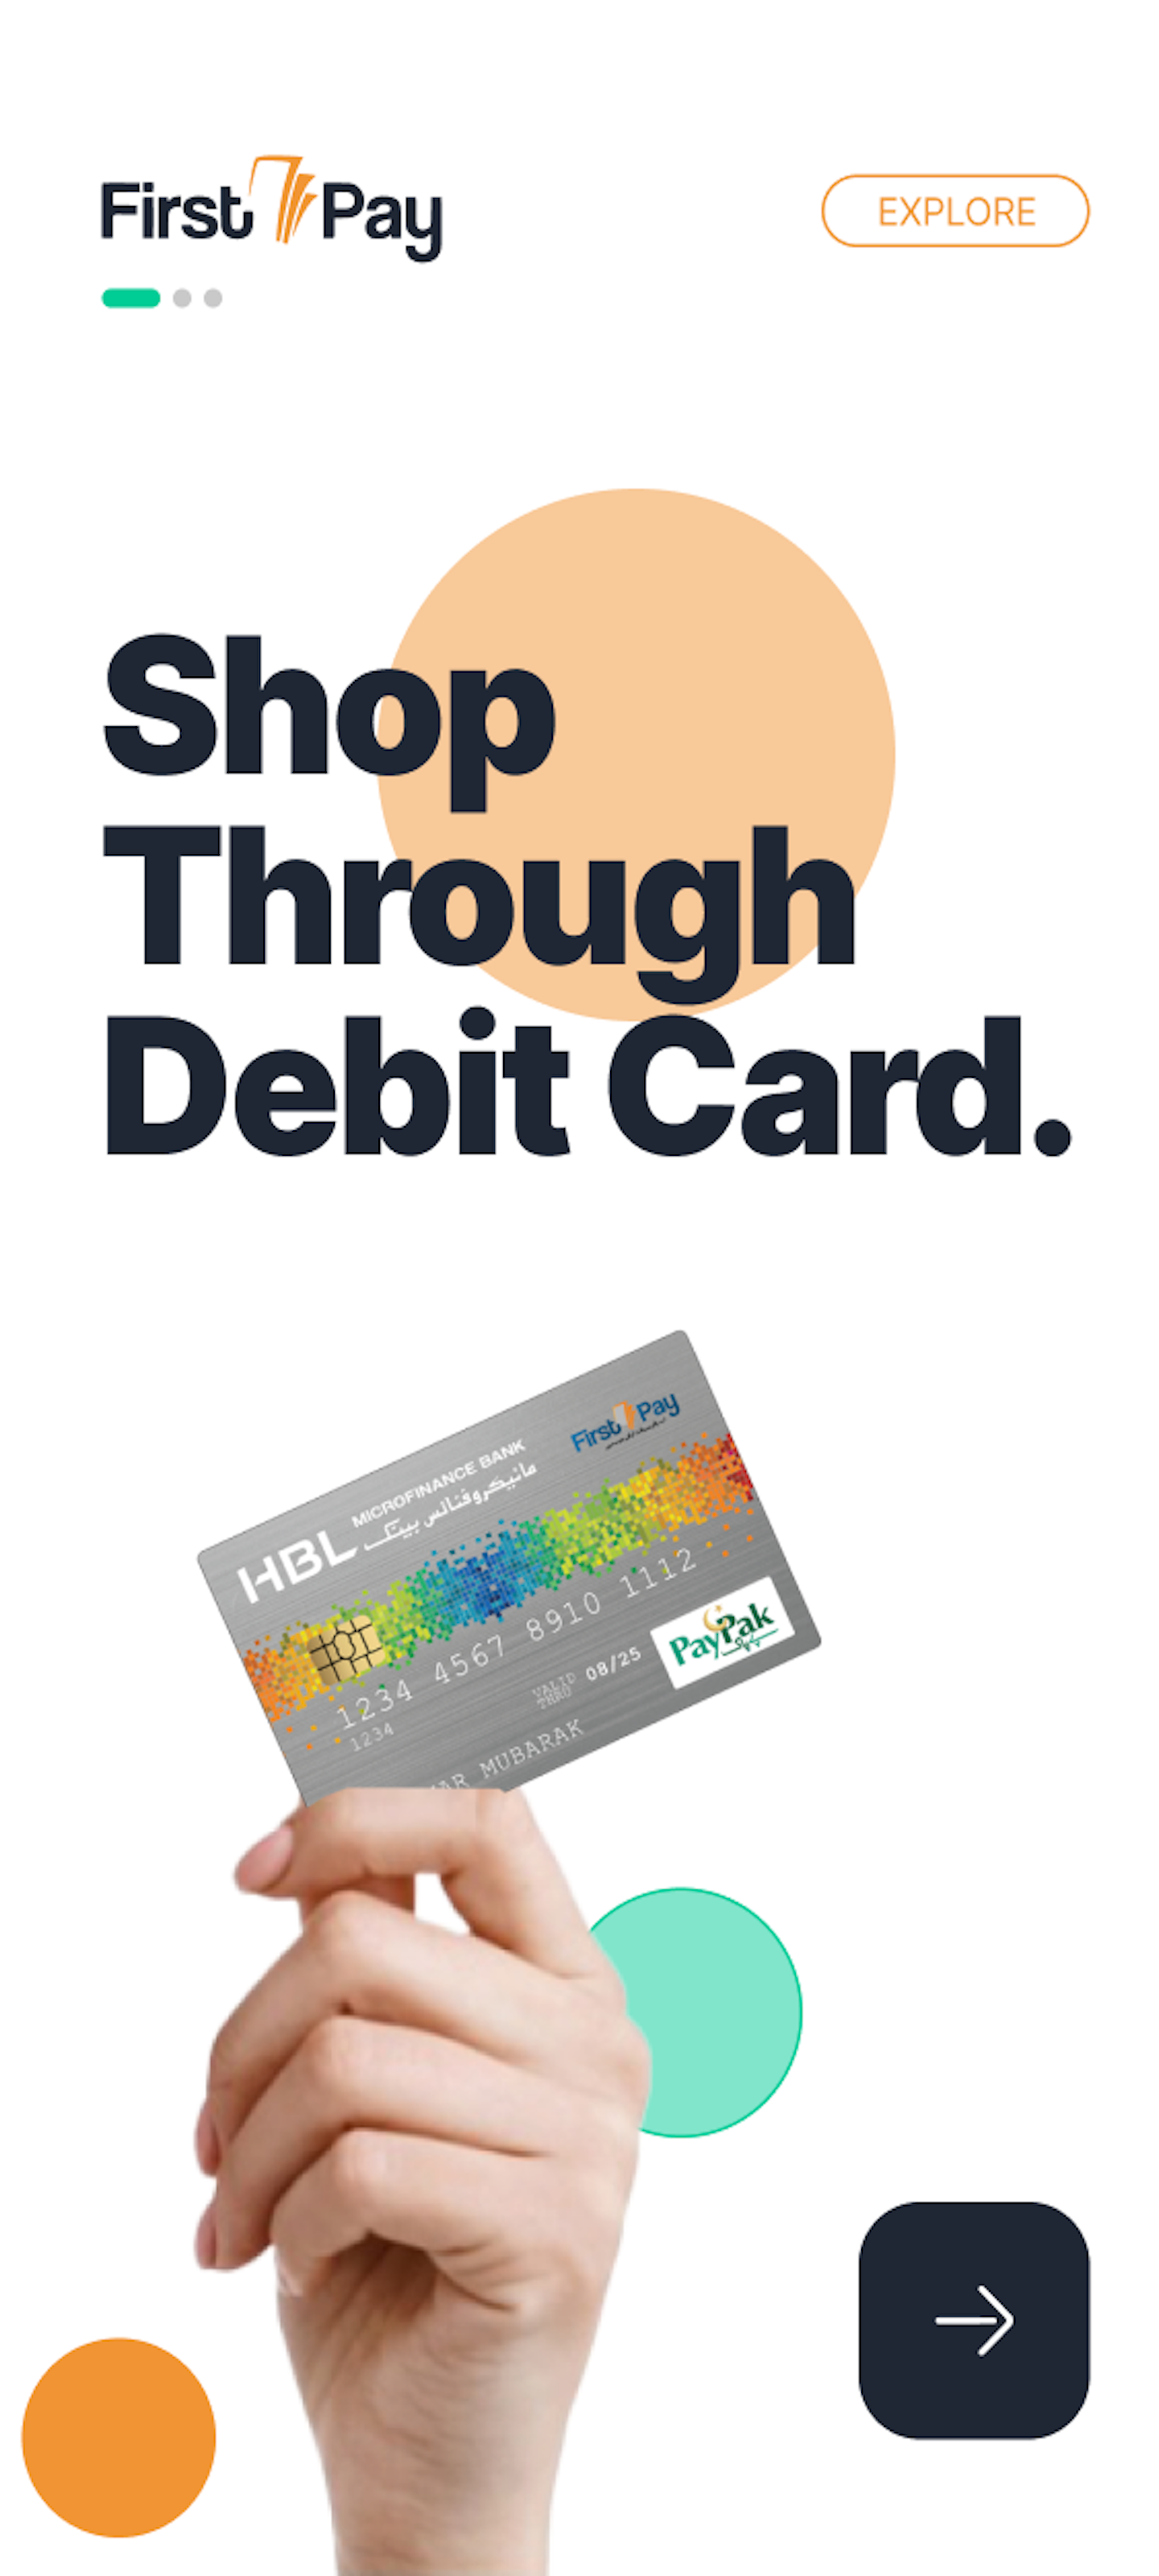 First Pay
EXPLORE
Shop
Through
Debit Card.
HBL MICROFINANCE BANK
مائیکروفنانس بینک
First Pay
1234 4567 8910 1112
1234
VALID
THRU
08/25
PayPak
MUBARAK